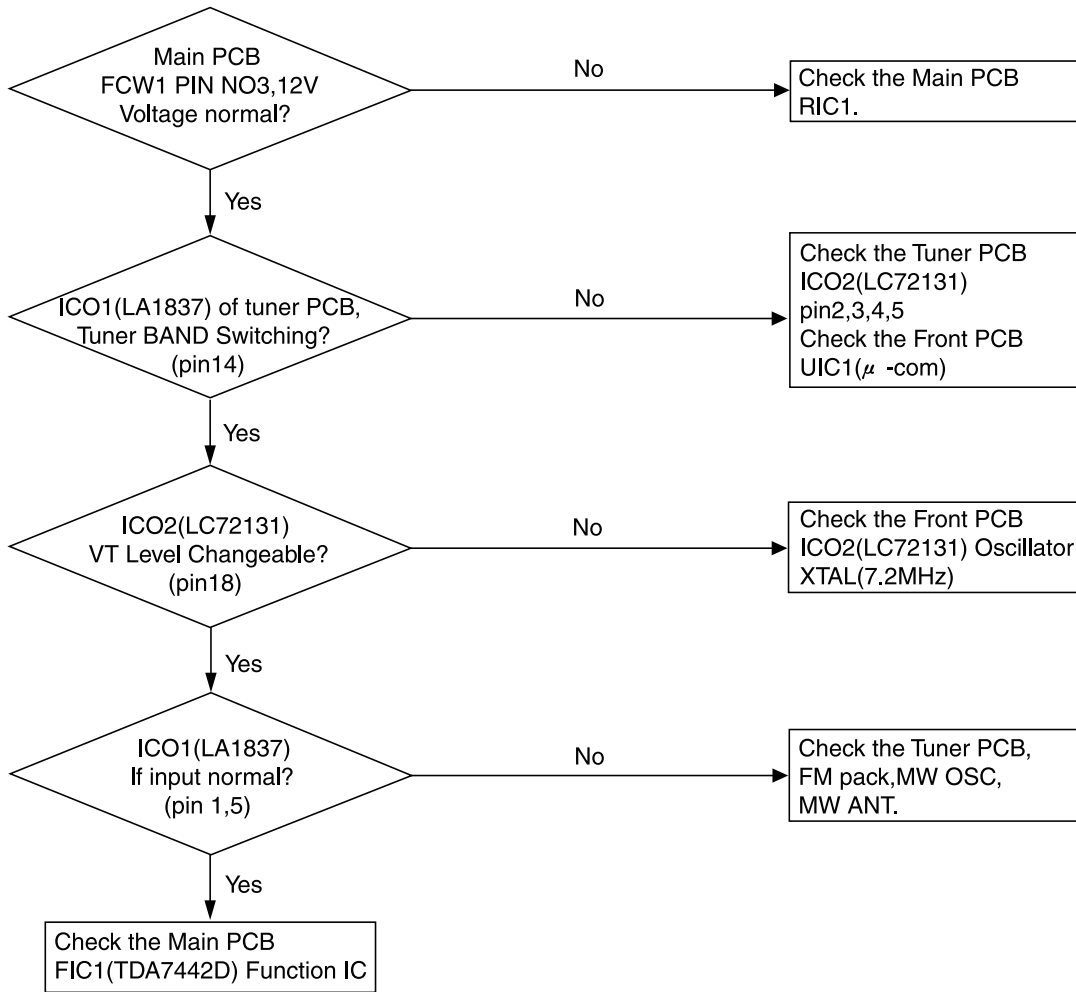 Main PCB
FCW1 PIN NO3,12V
Voltage normal?
No
Check the Main PCB
RIC1.
Yes
ICO1(LA1837) of tuner PCB,
Tuner BAND Switching?
(pin14)
No
Check the Tuner PCB
ICO2(LC72131)
pin2,3,4,5
Check the Front PCB
UIC1(μ -com)
Yes
ICO2(LC72131)
VT Level Changeable?
(pin18)
No
Check the Front PCB
ICO2(LC72131) Oscillator
XTAL(7.2MHz)
Yes
ICO1(LA1837)
If input normal?
(pin 1,5)
No
Check the Tuner PCB,
FM pack,MW OSC,
MW ANT.
Yes
Check the Main PCB
FIC1(TDA7442D) Function IC